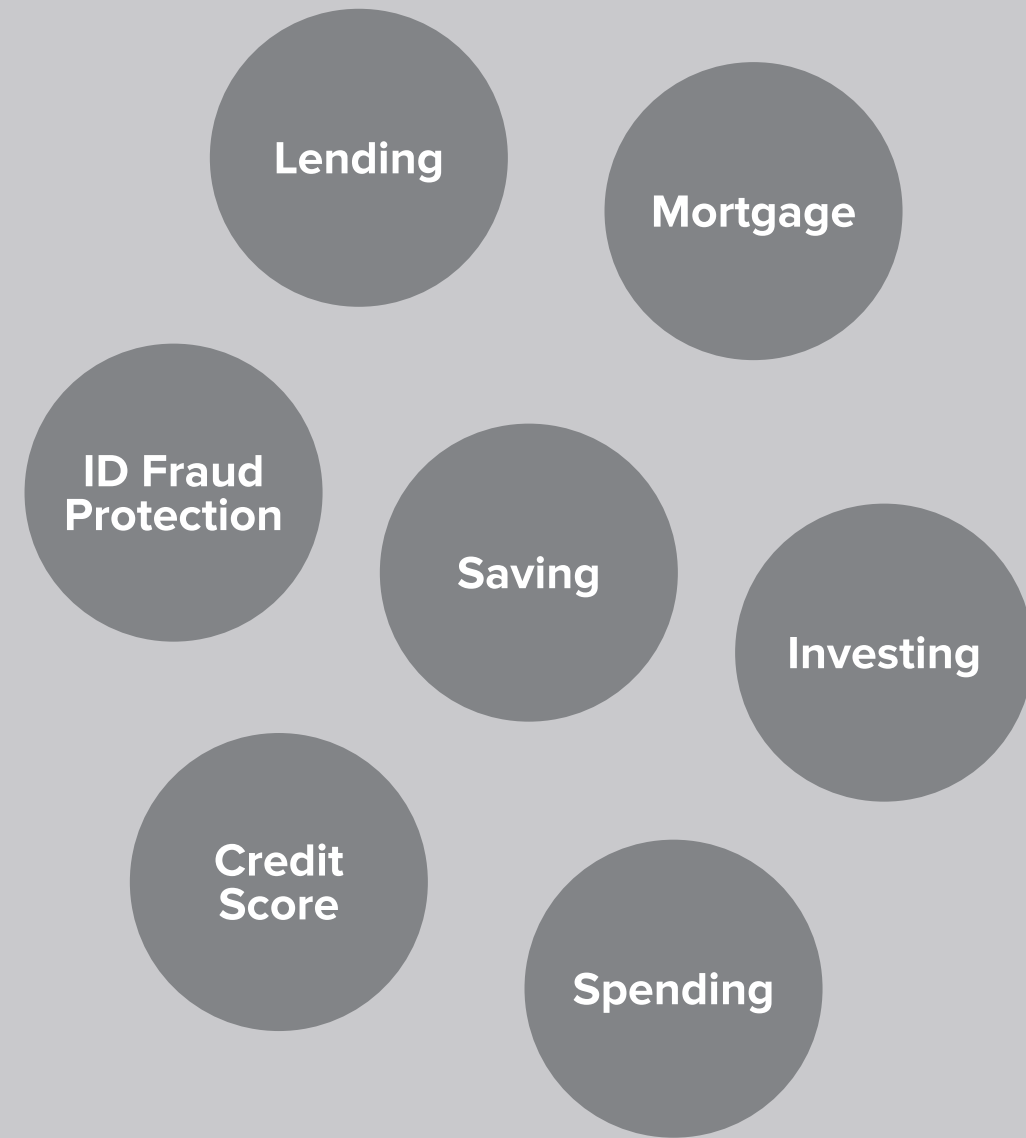 Lending
Mortgage
ID Fraud
Protection
Saving
Investing
Credit
Score
Spending